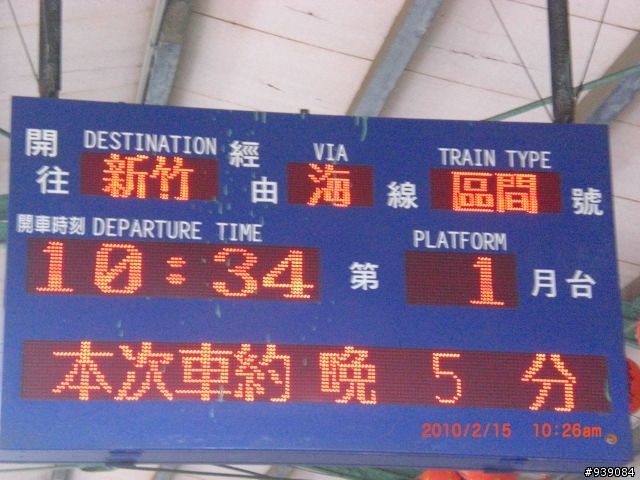 開往 DESTINATION 新竹 經由 VIA 海 線 TRAIN TYPE 區間 號
開車時刻 DEPARTURE TIME 10:34 第 PLATFORM 1 月台
本次車約 晚 5 分
2010/2/15 10:26am
#939084